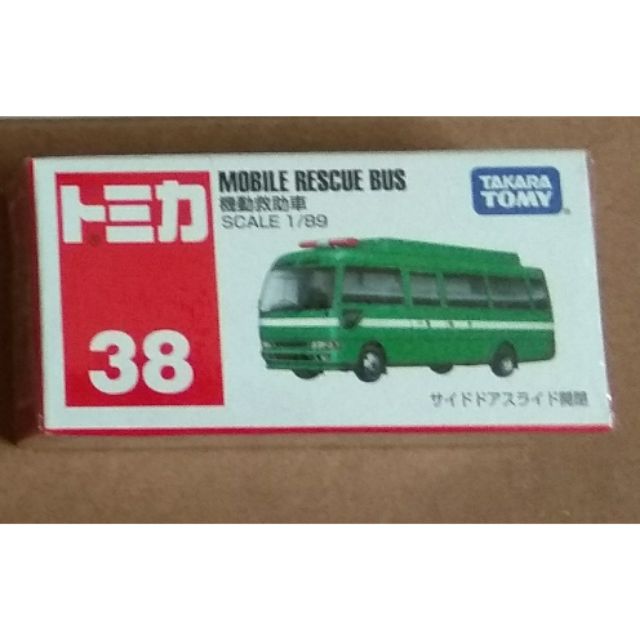 トミカ
38
MOBILE RESCUE BUS
機動救助車
SCALE 1/89
TAKARA
TOMY
サイドドアスライド開閉